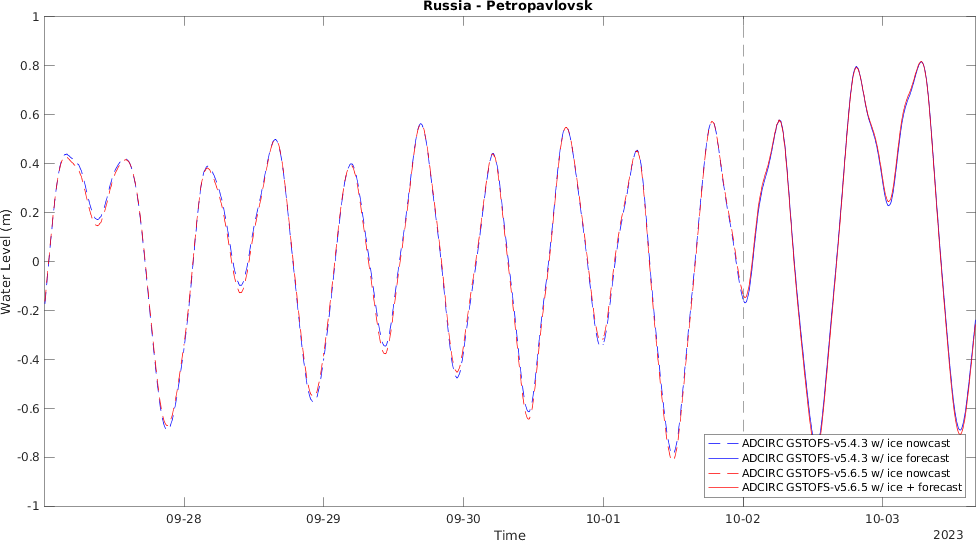 Russia - Petropavlovsk
1
0.8
0.6
0.4
0.2
0
-0.2
-0.4
-0.6
-0.8
-1
Water Level (m)
ADCIRC GSTOFS-v5.4.3 w/ ice nowcast
ADCIRC GSTOFS-v5.4.3 w/ ice forecast
ADCIRC GSTOFS-v5.6.5 w/ ice nowcast
ADCIRC GSTOFS-v5.6.5 w/ ice + forecast
09-28
09-29
09-30
10-01
10-02
10-03
Time
2023